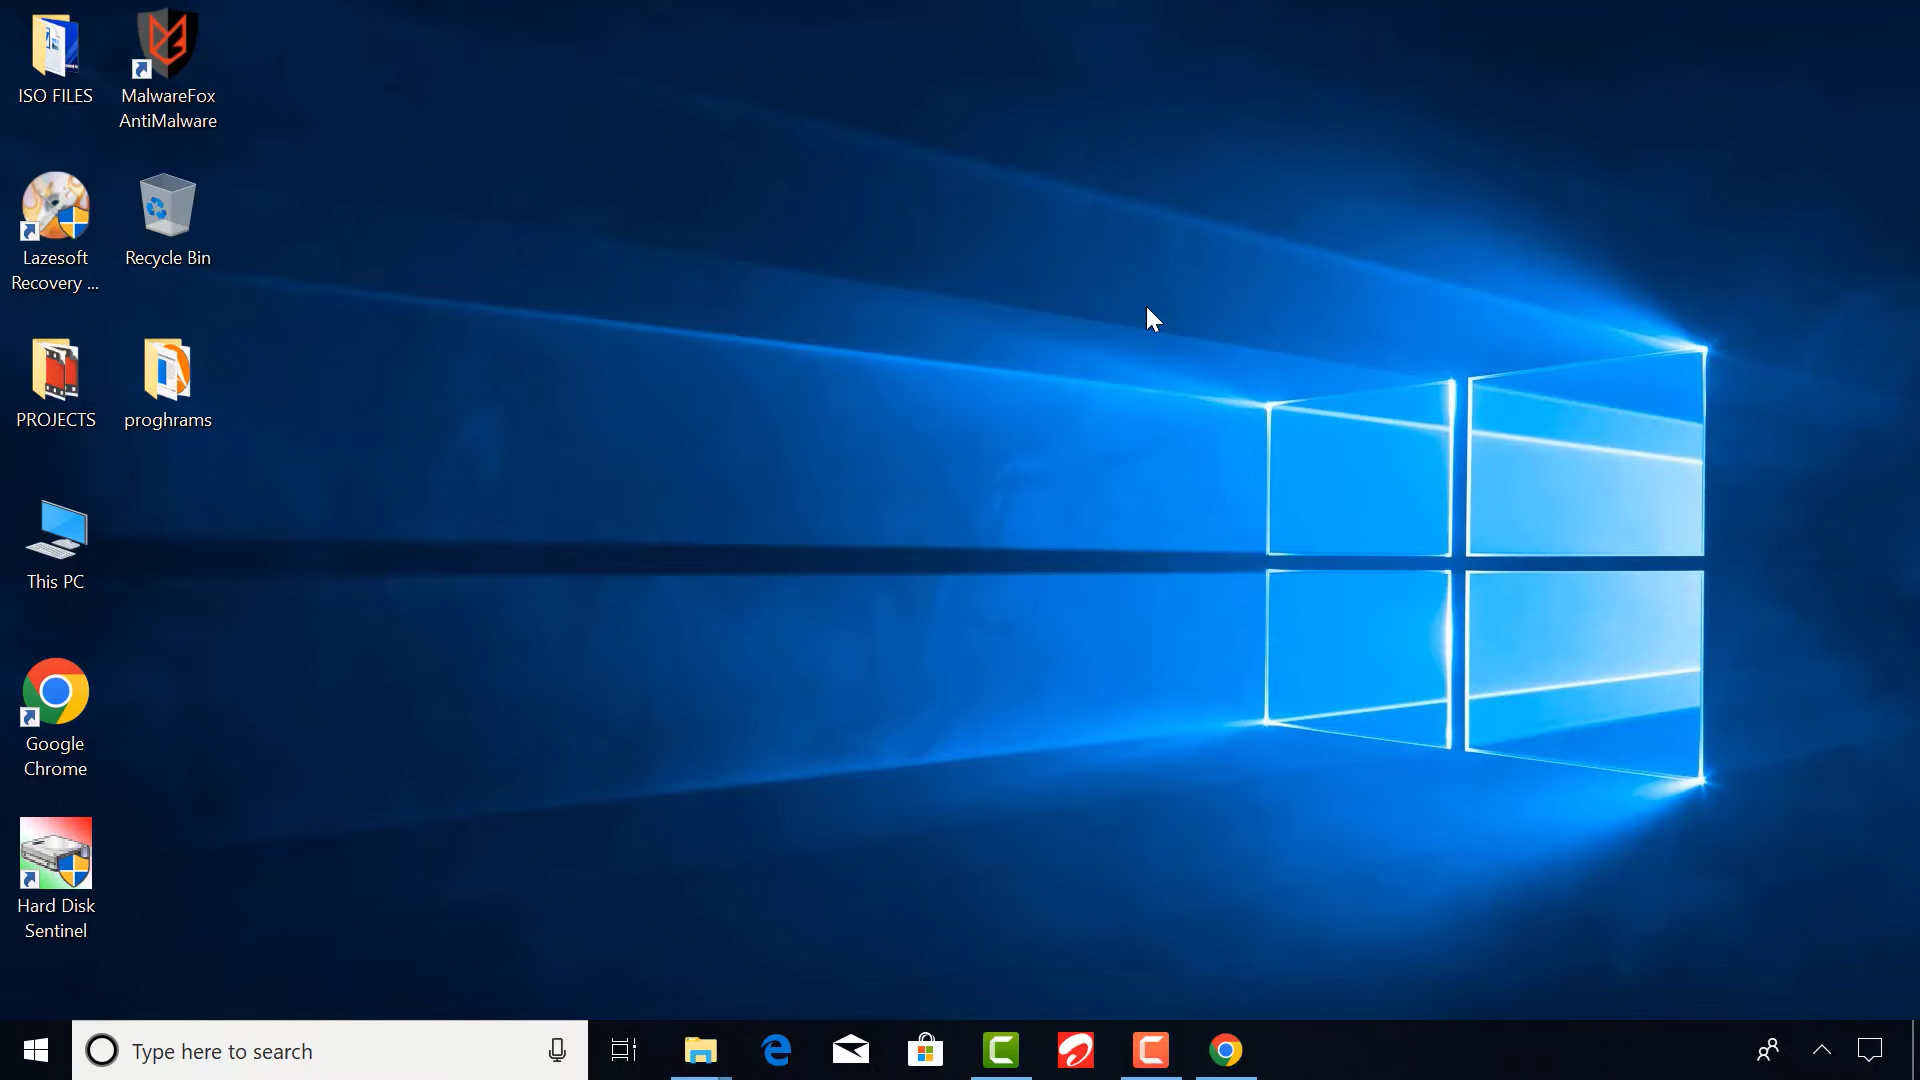 ISO FILES
MalwareFox
AntiMalware
Lazesoft
Recovery ...
Recycle Bin
PROJECTS
proghrams
This PC
Google
Chrome
Hard Disk
Sentinel
Type here to search